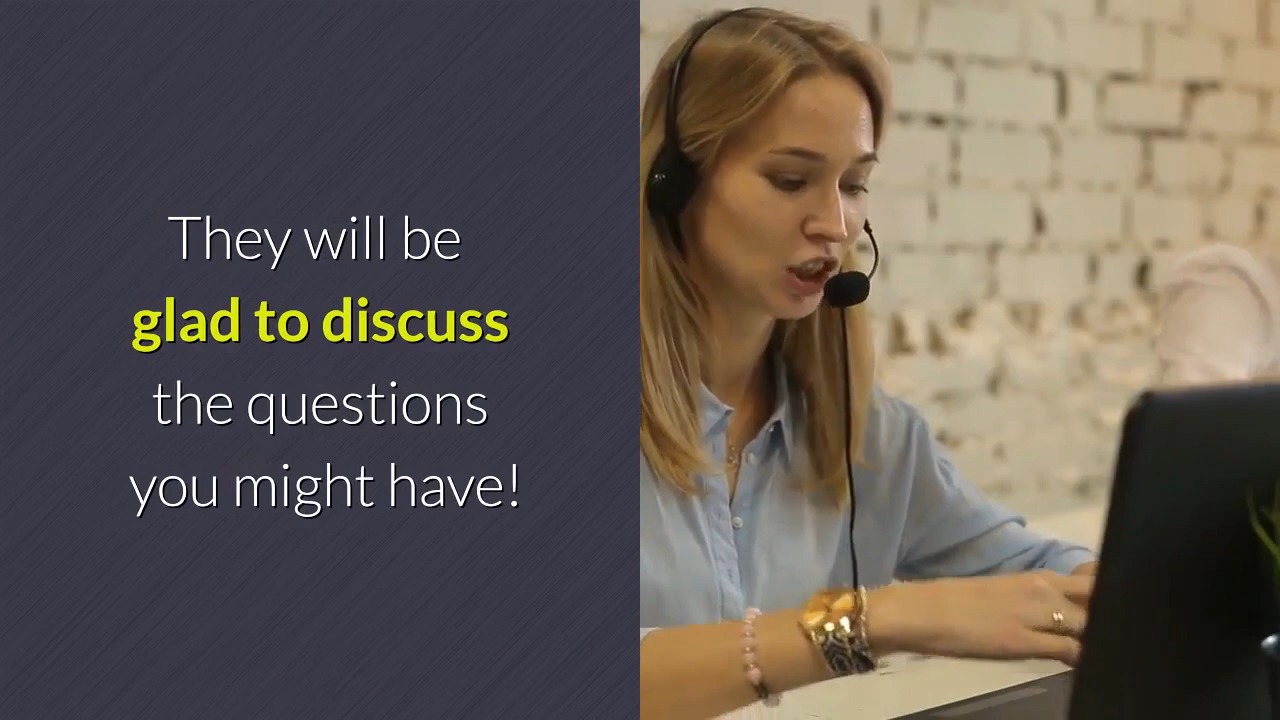 They will be
glad to discuss
the questions
you might have!